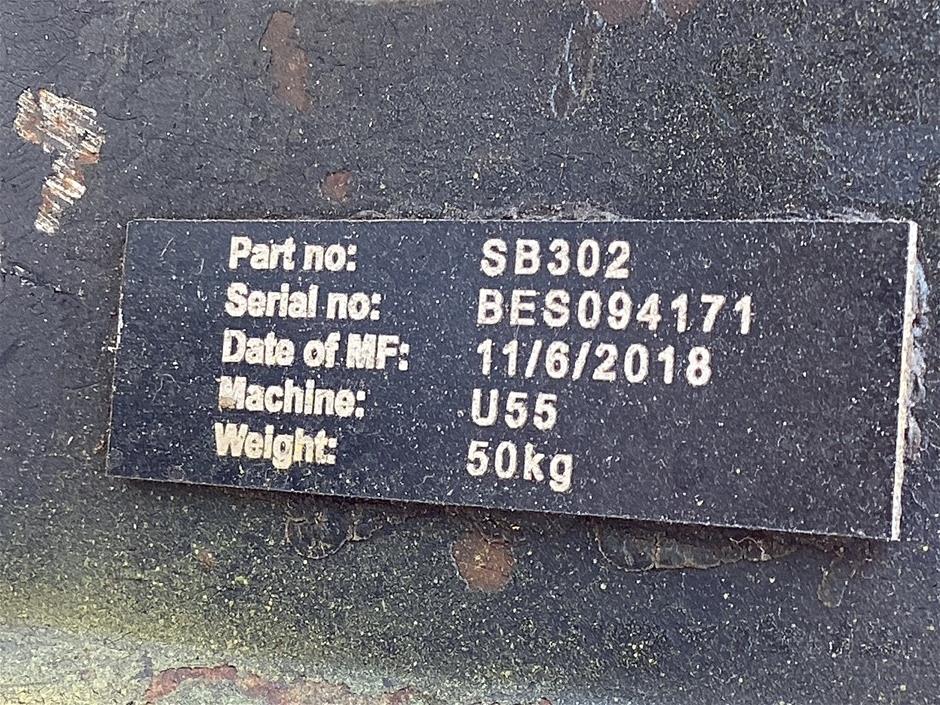 Part no: SB302
Serial no: BES094171
Date of MF: 11/6/2018
Machine: U55
Weight: 50kg